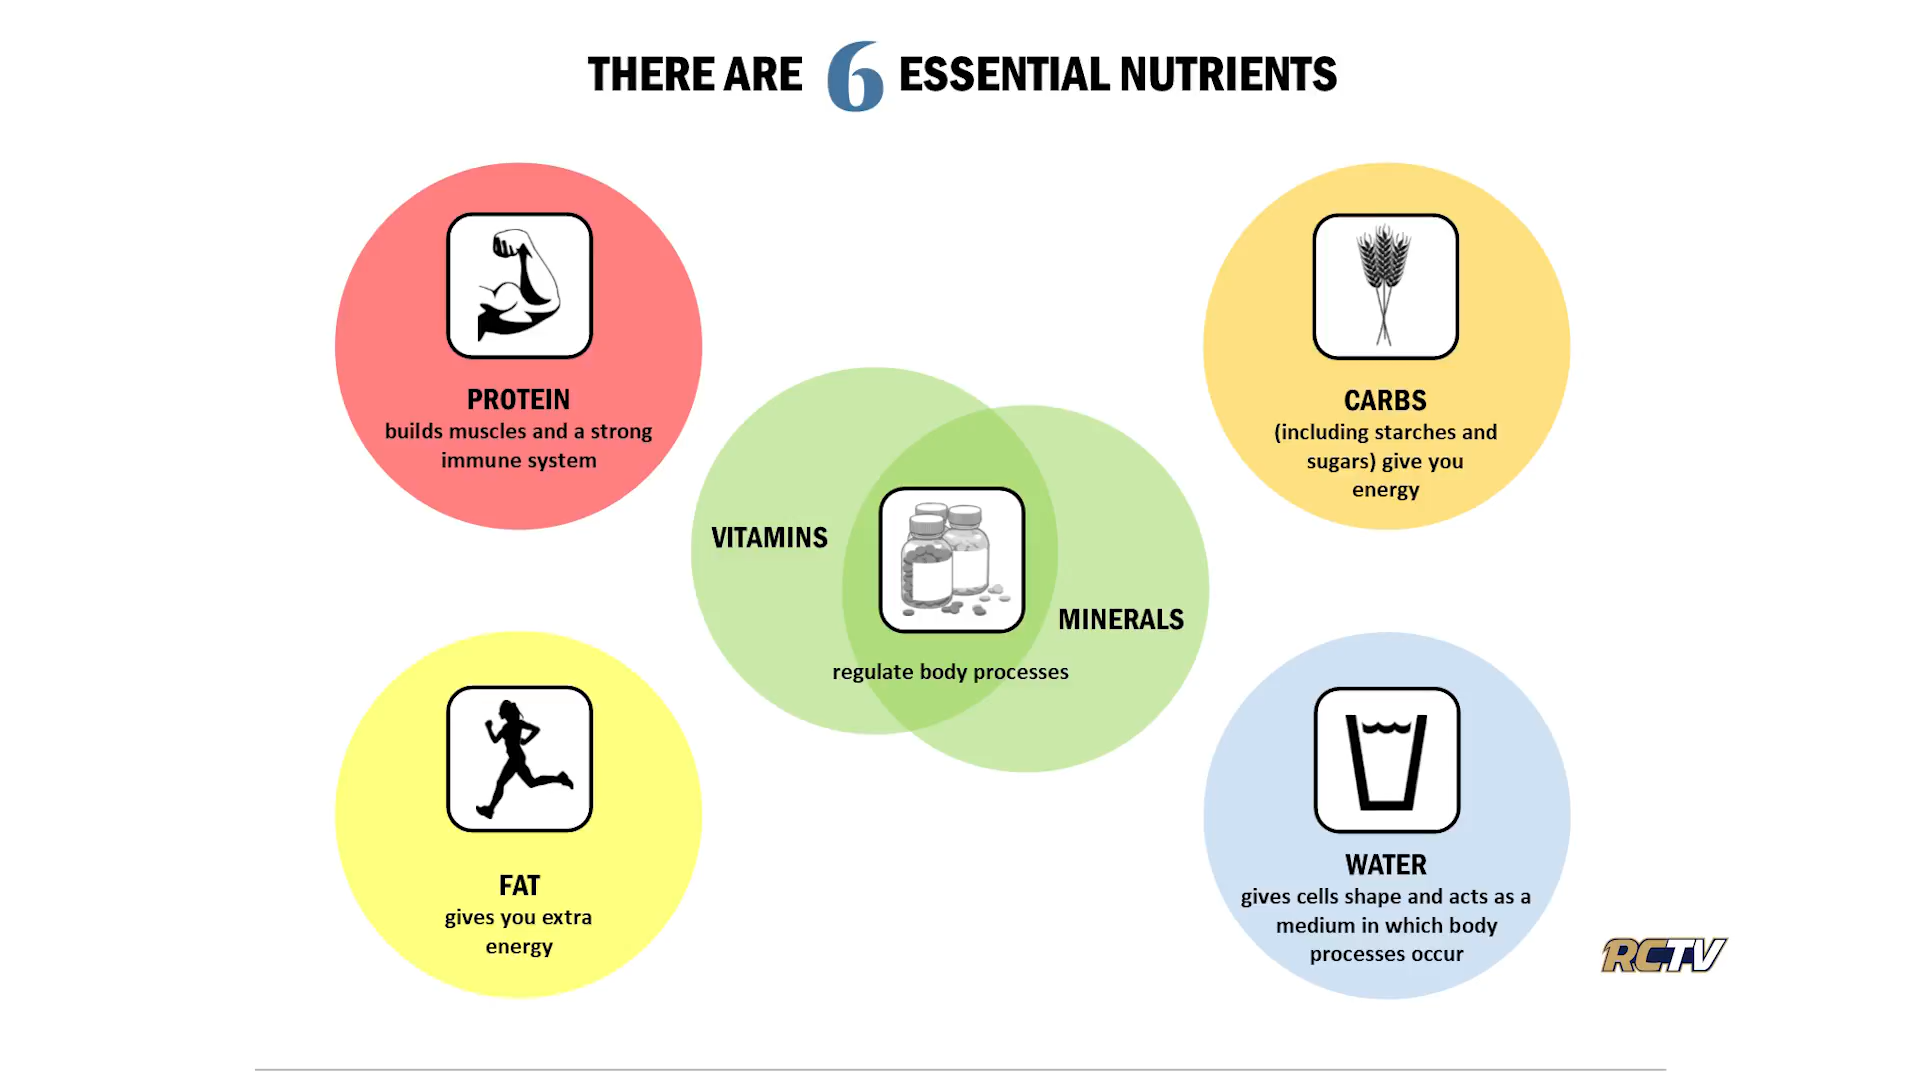 THERE ARE 6 ESSENTIAL NUTRIENTS
PROTEIN
builds muscles and a strong
immune system
CARBS
(including starches and
sugars) give you
energy
VITAMINS
MINERALS
regulate body processes
FAT
gives you extra
energy
WATER
gives cells shape and acts as a
medium in which body
processes occur
RCTV